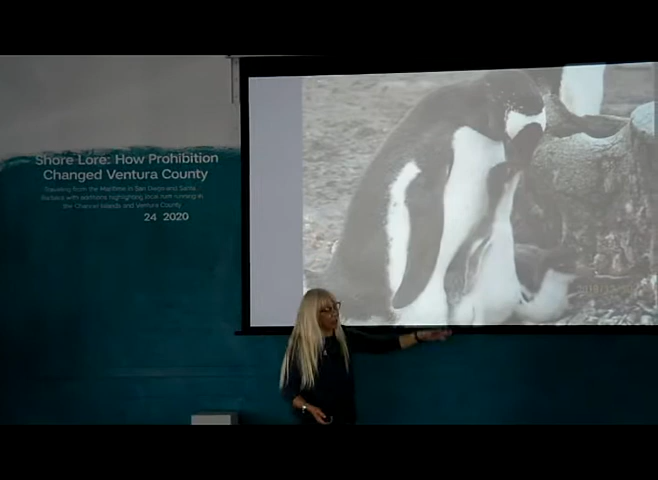 Shore Lore: How Prohibition
Changed Ventura County
Traveling from the Maritime to San Diego and Santa
Barbara with exhibitions highlighting local rum running in
the Channel Islands and Ventura County
24 2020